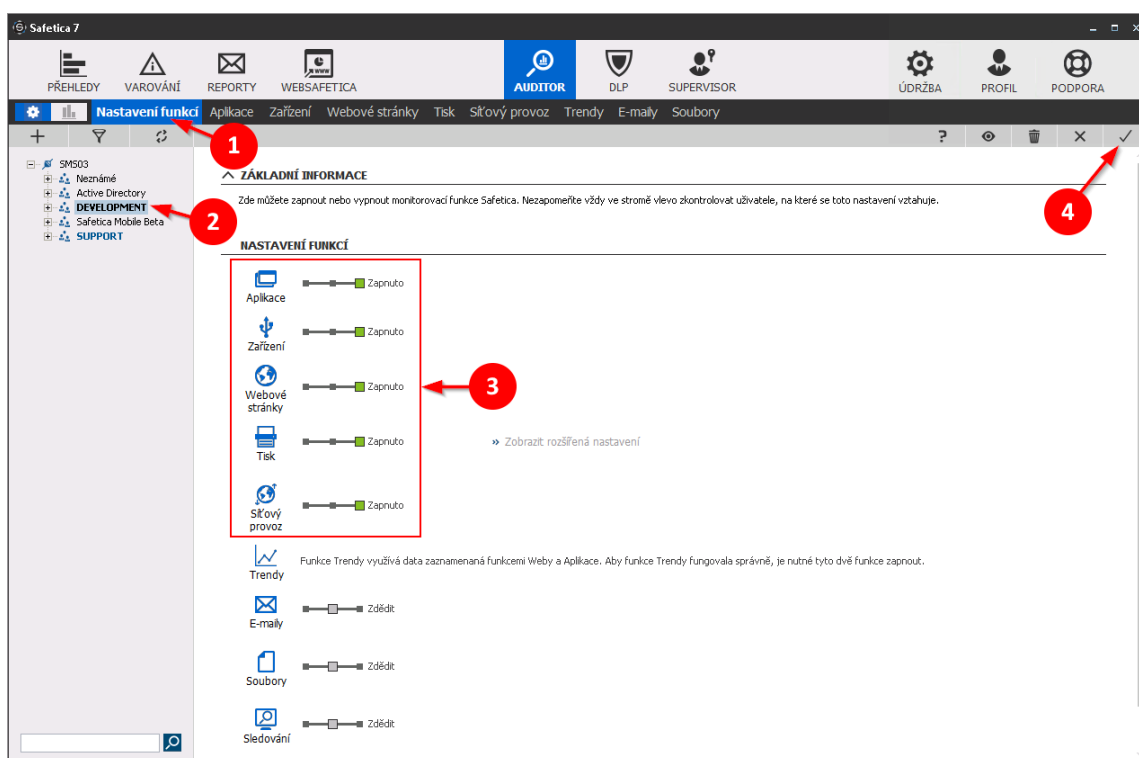 Safetica 7
PŘEHLEDY VAROVÁNÍ REPORTY WEBSAFETICA AUDITOR DLP SUPERVISOR ÚDRŽBA PROFIL PODPORA
Nastavení funkcí Aplikace Zařízení Webové stránky Tisk Síťový provoz Trendy E-maily Soubory
1
?
4
SMS03
Neznámé
Active Directory
DEVELOPMENT
Safetica Mobile Beta
SUPPORT
2
ZÁKLADNÍ INFORMACE
Zde můžete zapnout nebo vypnout monitorovací funkce Safetica. Nezapomeňte vždy ve stromě vlevo zkontrolovat uživatele, na které se toto nastavení vztahuje.
NASTAVENÍ FUNKCÍ
Aplikace
Zapnuto
Zařízení
Zapnuto
Webové
stránky
Zapnuto
3
Tisk
Zapnuto
» Zobrazit rozšířená nastavení
Síťový
provoz
Zapnuto
Trendy
Funkce Trendy využívá data zaznamenaná funkcemi Weby a Aplikace. Aby funkce Trendy fungovala správně, je nutné tyto dvě funkce zapnout.
E-maily
Zdědit
Soubory
Zdědit
Sledování
Zdědit